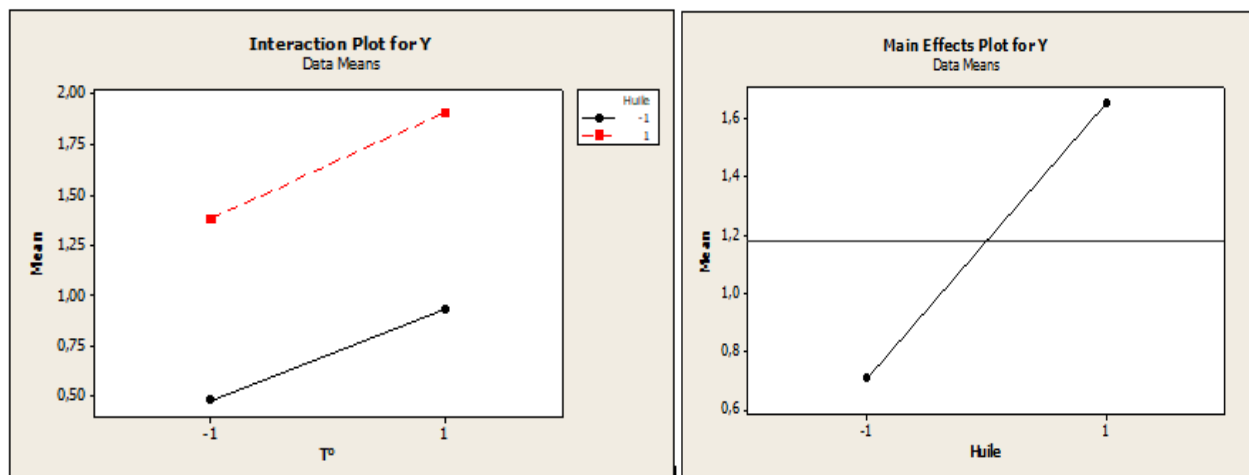 Interaction Plot for Y
Data Means
2,00
1,75
1,50
1,25
1,00
0,75
0,50
Mean
-1
1
Tº
Huile
-1
1
Main Effects Plot for Y
Data Means
1,6
1,4
1,2
1,0
0,8
0,6
Mean
-1
1
Huile